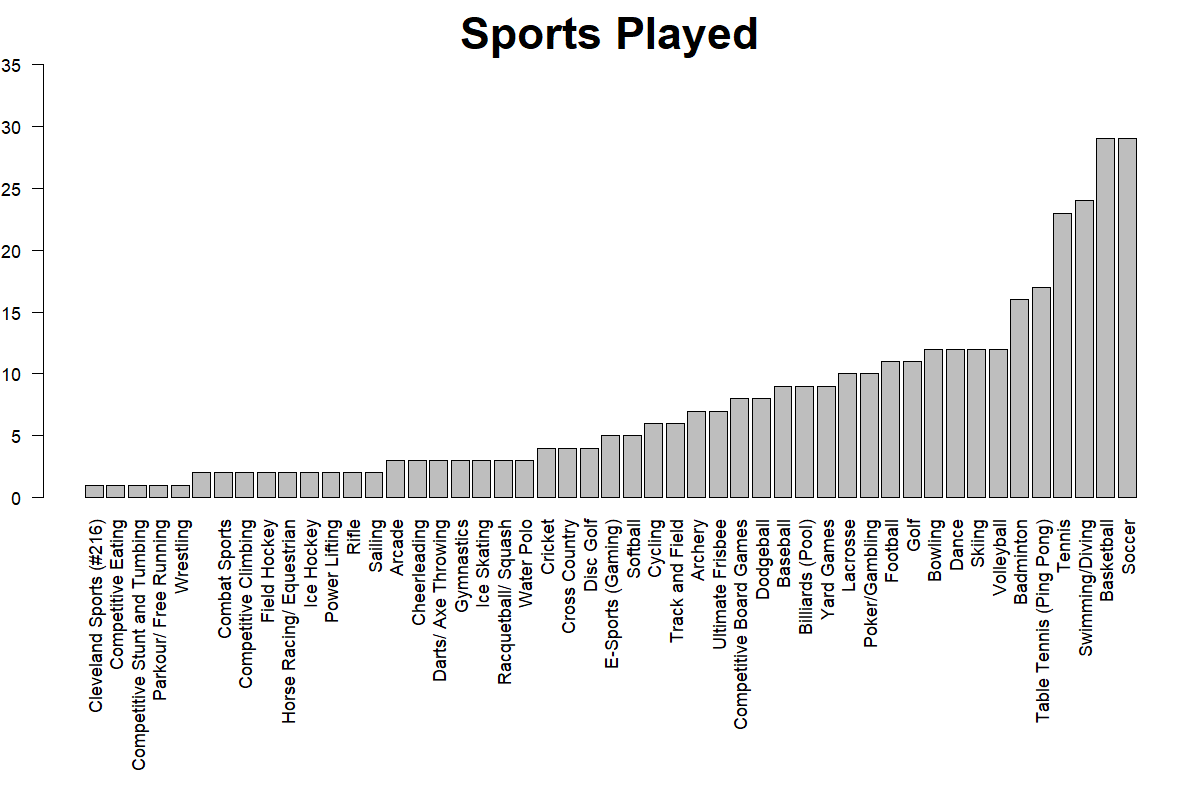 Sports Played
35
30
25
20
15
10
5
0
Cleveland Sports (#216)
Competitive Eating
Competitive Stunt and Tumbing
Parkour/ Free Running
Wrestling
Combat Sports
Competitive Climbing
Field Hockey
Horse Racing/ Equestrian
Ice Hockey
Power Lifting
Rifle
Sailing
Arcade
Cheerleading
Darts/ Axe Throwing
Gymnastics
Ice Skating
Racquetball/ Squash
Water Polo
Cricket
Cross Country
Disc Golf
E-Sports (Gaming)
Softball
Cycling
Track and Field
Archery
Ultimate Frisbee
Competitive Board Games
Dodgeball
Baseball
Billiards (Pool)
Yard Games
Lacrosse
Poker/Gambling
Football
Golf
Bowling
Dance
Skiing
Volleyball
Badminton
Table Tennis (Ping Pong)
Tennis
Swimming/Diving
Basketball
Soccer